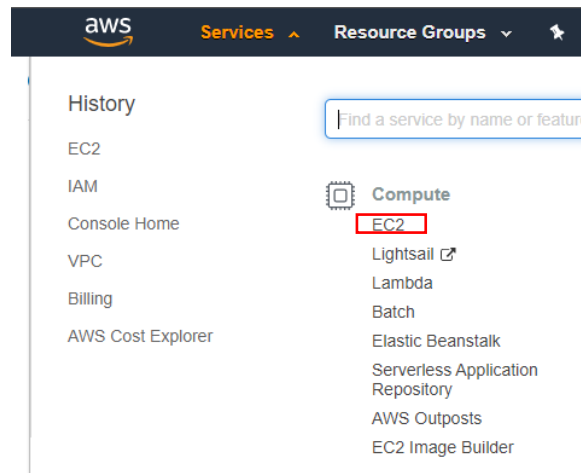 aws
Services
Resource Groups
History
EC2
IAM
Console Home
VPC
Billing
AWS Cost Explorer
Find a service by name or featur
Compute
EC2
Lightsail
Lambda
Batch
Elastic Beanstalk
Serverless Application
Repository
AWS Outposts
EC2 Image Builder